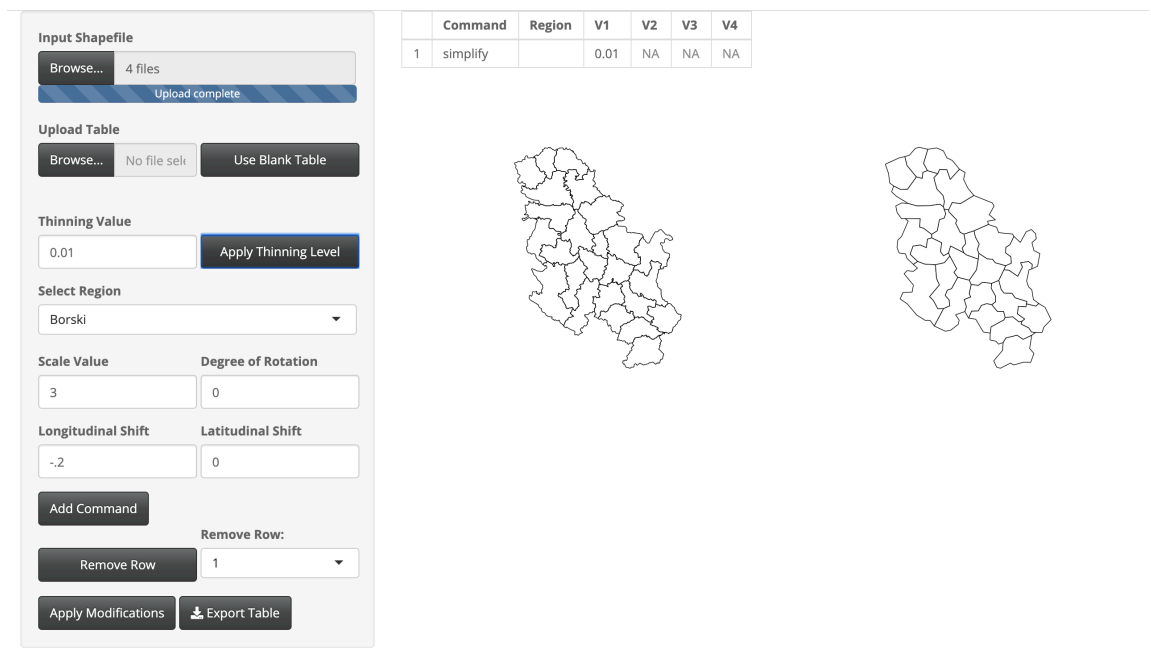 Input Shapefile
Browse... 4 files
Upload complete
Upload Table
Browse... No file sele Use Blank Table
Thinning Value
0.01 Apply Thinning Level
Select Region
Borski
Scale Value Degree of Rotation
3 0
Longitudinal Shift Latitudinal Shift
-.2 0
Add Command
Remove Row:
Remove Row 1
Apply Modifications Export Table
Command Region V1 V2 V3 V4
1 simplify 0.01 NA NA NA